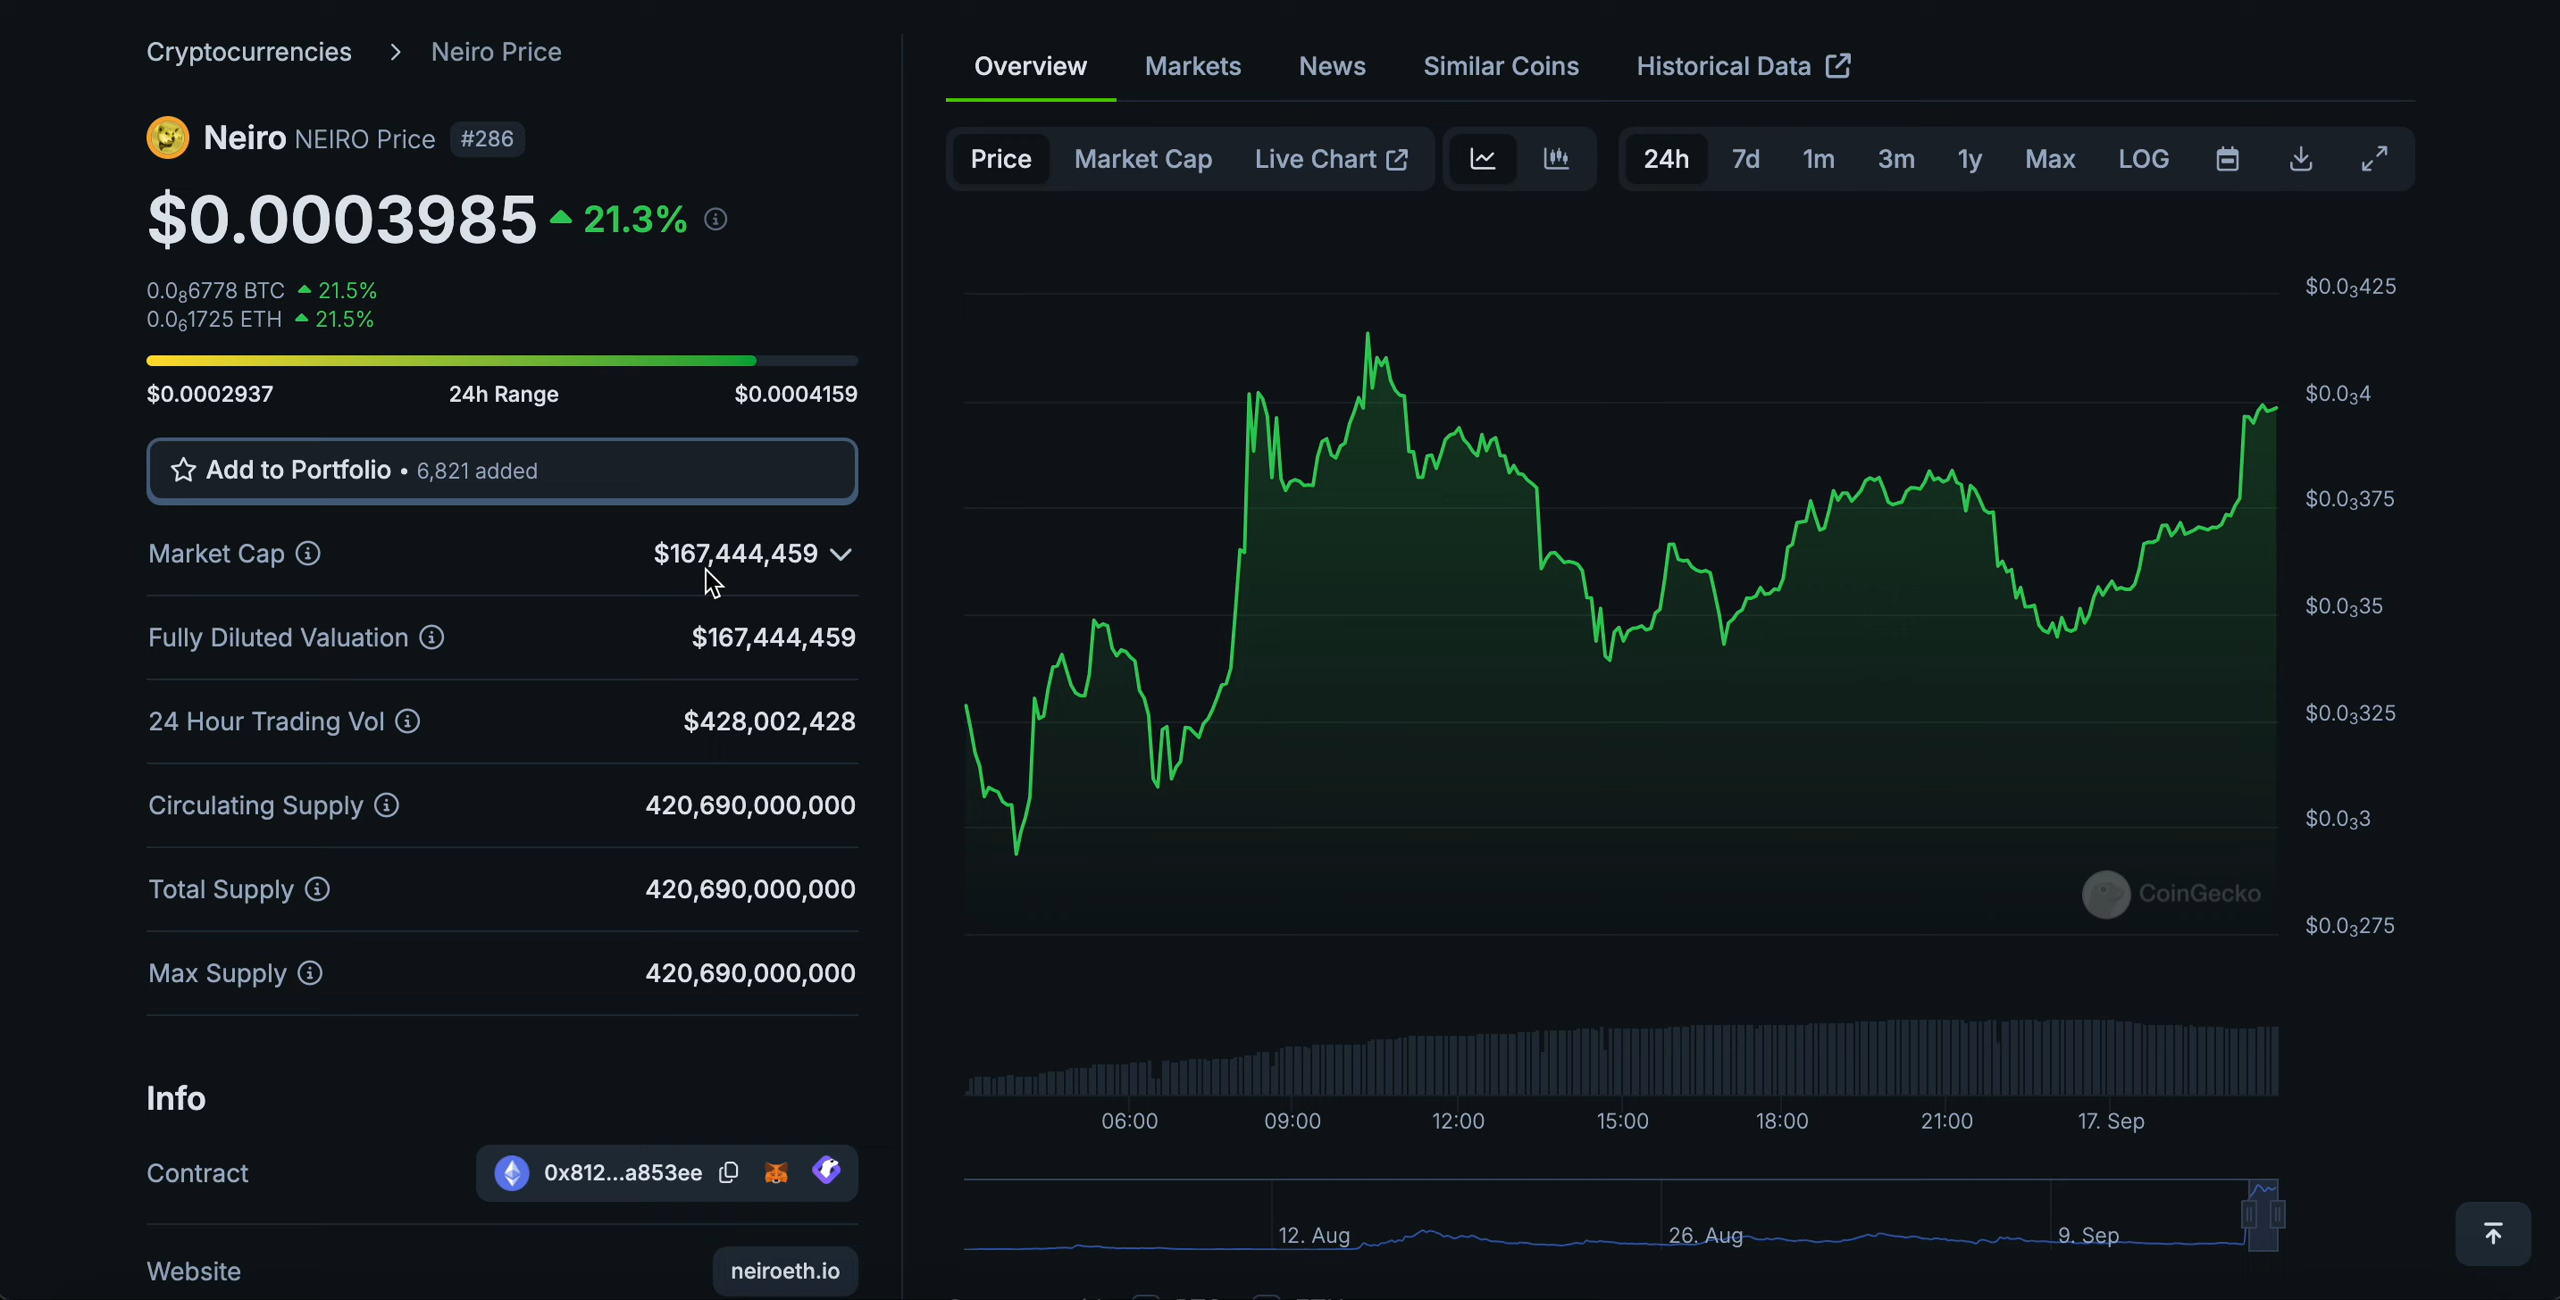 Cryptocurrencies > Neiro Price
Neiro NEIRO Price #286
$0.0003985 ▲ 21.3%
0.0₈6778 BTC ▲ 21.5%
0.0₆1725 ETH ▲ 21.5%
$0.0002937 24h Range $0.0004159
Add to Portfolio • 6,821 added
Market Cap $167,444,459
Fully Diluted Valuation $167,444,459
24 Hour Trading Vol $428,002,428
Circulating Supply 420,690,000,000
Total Supply 420,690,000,000
Max Supply 420,690,000,000
Info
Contract 0x812...a853ee
Website neiroeth.io
Overview Markets News Similar Coins Historical Data
Price Market Cap Live Chart 24h 7d 1m 3m 1y Max LOG
$0.0₃425
$0.0₃4
$0.0₃375
$0.0₃35
$0.0₃325
$0.0₃3
$0.0₃275
CoinGecko
06:00 09:00 12:00 15:00 18:00 21:00 17. Sep
12. Aug 26. Aug 9. Sep